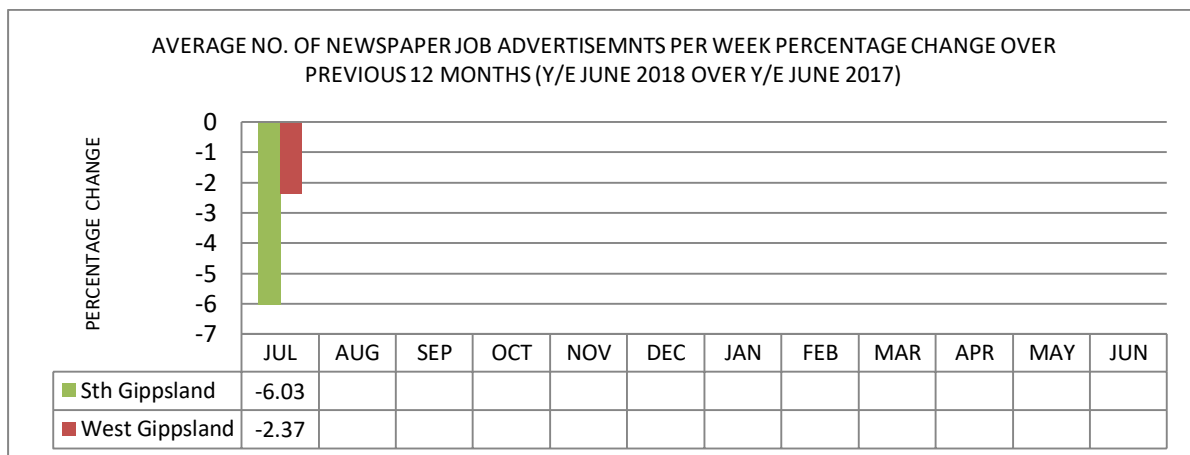 AVERAGE NO. OF NEWSPAPER JOB ADVERTISEMNTS PER WEEK PERCENTAGE CHANGE OVER
PREVIOUS 12 MONTHS (Y/E JUNE 2018 OVER Y/E JUNE 2017)
PERCENTAGE CHANGE
0
-1
-2
-3
-4
-5
-6
-7
JUL AUG SEP OCT NOV DEC JAN FEB MAR APR MAY JUN
Sth Gippsland -6.03
West Gippsland -2.37